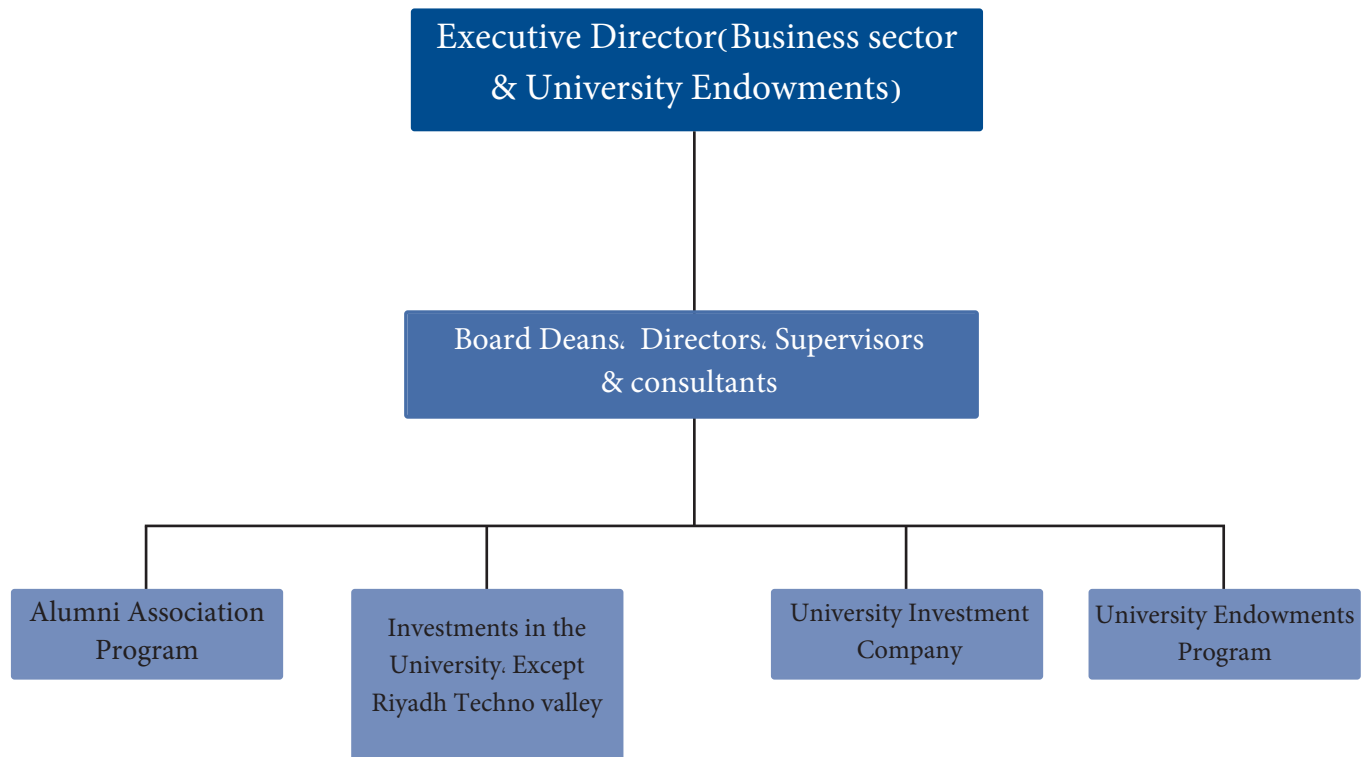 Executive Director(Business sector
& University Endowments)
Board Deans، Directors، Supervisors
& consultants
Alumni Association
Program
Investments in the
University، Except
Riyadh Techno valley
University Investment
Company
University Endowments
Program